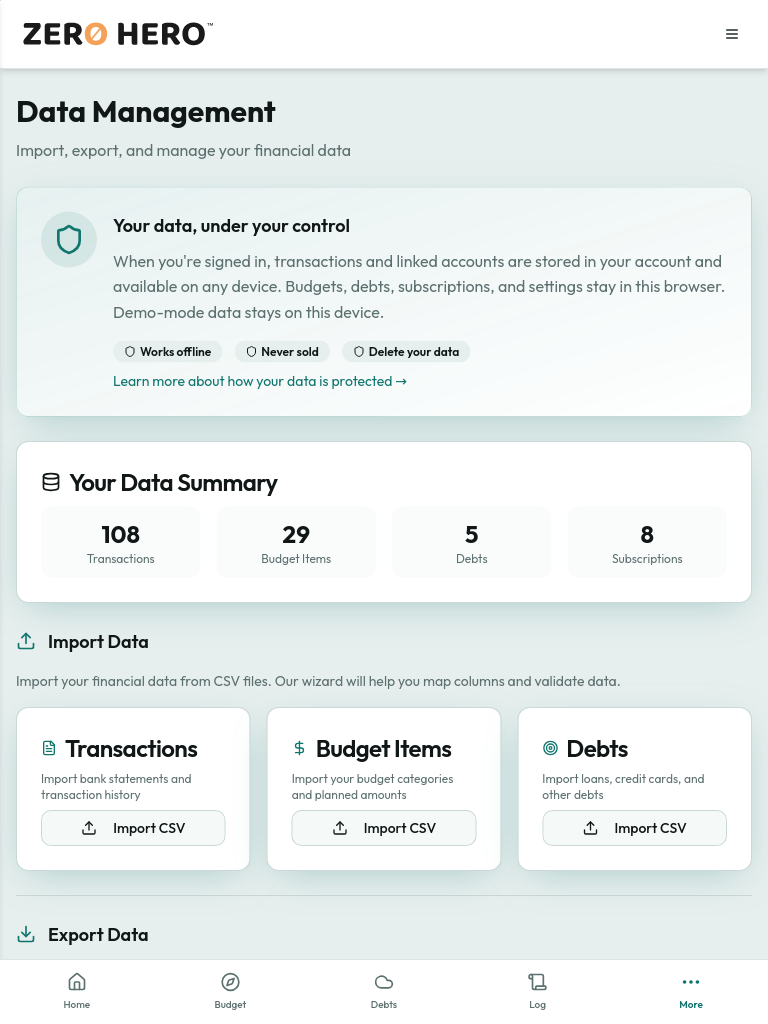 ZERO HERO™
Data Management
Import, export, and manage your financial data
Your data, under your control
When you're signed in, transactions and linked accounts are stored in your account and
available on any device. Budgets, debts, subscriptions, and settings stay in this browser.
Demo-mode data stays on this device.
Works offline Never sold Delete your data
Learn more about how your data is protected →
Your Data Summary
108 29 5 8
Transactions Budget Items Debts Subscriptions
Import Data
Import your financial data from CSV files. Our wizard will help you map columns and validate data.
Transactions
Import bank statements and
transaction history
Import CSV
Budget Items
Import your budget categories
and planned amounts
Import CSV
Debts
Import loans, credit cards, and
other debts
Import CSV
Export Data
Home Budget Debts Log More